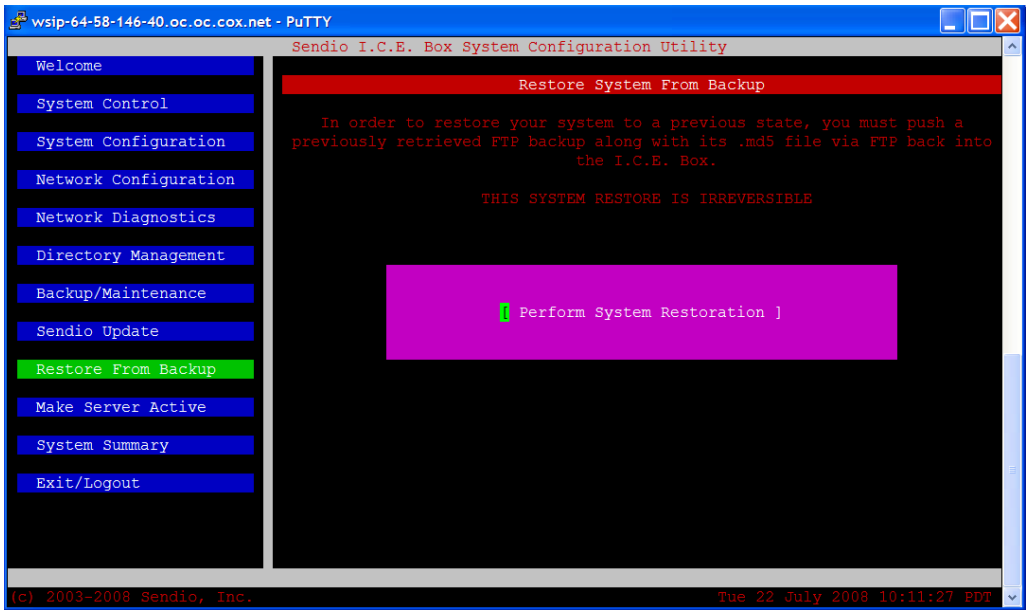 wsip-64-58-146-40.oc.oc.cox.net - PuTTY
Sendio I.C.E. Box System Configuration Utility
Welcome
System Control
System Configuration
Network Configuration
Network Diagnostics
Directory Management
Backup/Maintenance
Sendio Update
Restore From Backup
Make Server Active
System Summary
Exit/Logout
Restore System From Backup
In order to restore your system to a previous state, you must push a
previously retrieved FTP backup along with its .md5 file via FTP back into
the I.C.E. Box.
THIS SYSTEM RESTORE IS IRREVERSIBLE
[ Perform System Restoration ]
(c) 2003-2008 Sendio, Inc.
Tue 22 July 2008 10:11:27 PDT